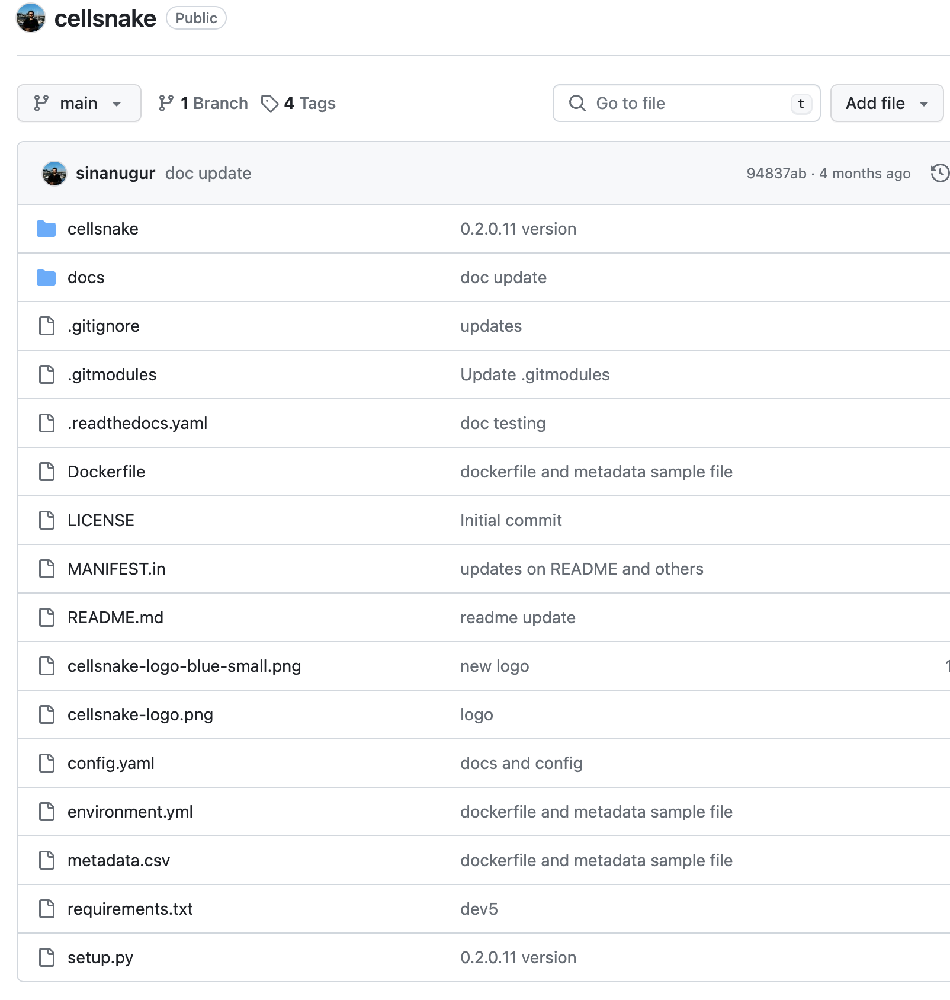 cellsnake Public
main 1 Branch 4 Tags Go to file t Add file
sinanugur doc update 94837ab · 4 months ago
cellsnake 0.2.0.11 version
docs doc update
.gitignore updates
.gitmodules Update .gitmodules
.readthedocs.yaml doc testing
Dockerfile dockerfile and metadata sample file
LICENSE Initial commit
MANIFEST.in updates on README and others
README.md readme update
cellsnake-logo-blue-small.png new logo
cellsnake-logo.png logo
config.yaml docs and config
environment.yml dockerfile and metadata sample file
metadata.csv dockerfile and metadata sample file
requirements.txt dev5
setup.py 0.2.0.11 version